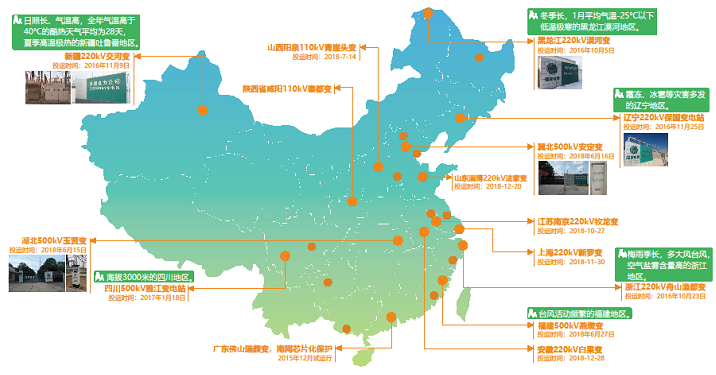 日照长，气温高，全年气温高于
40℃的酷热天气平均为28天，
夏季高温极热的新疆吐鲁番地区。
新疆220kV交河变
投运时间：2016年11月9日
山西阳泉110kV青崖头变
投运时间：2018-7-14
陕西省咸阳110kV秦都变
冬季长，1月平均气温-25℃以下
低温极寒的黑龙江漠河地区。
黑龙江220kV漠河变
投运时间：2016年10月5日
霜冻、冰雹等灾害多发
的辽宁地区。
辽宁220kV保国变电站
投运时间：2016年11月25日
冀北500kV安定变
投运时间：2018年6月16日
山东淄博220kV法家变
投运时间：2018-12-20
江苏南京220kV牧龙变
投运时间：2018-10-27
上海220kV新罗变
投运时间：2018-11-30
梅雨季长，多大风台风，
空气盐雾含量高的浙江
地区。
浙江220kV舟山渔都变
投运时间：2016年10月23日
湖北500kV玉贤变
投运时间：2018年6月15日
海拔3000米的四川地区。
四川500kV雅江变电站
投运时间：2017年1月18日
广东佛山瑞颜变，南网芯片化保护
2015年12月试运行
台风活动频繁的福建地区。
福建500kV燕墩变
投运时间：2018年6月27日
安徽220kV白果变
投运时间：2018-12-28